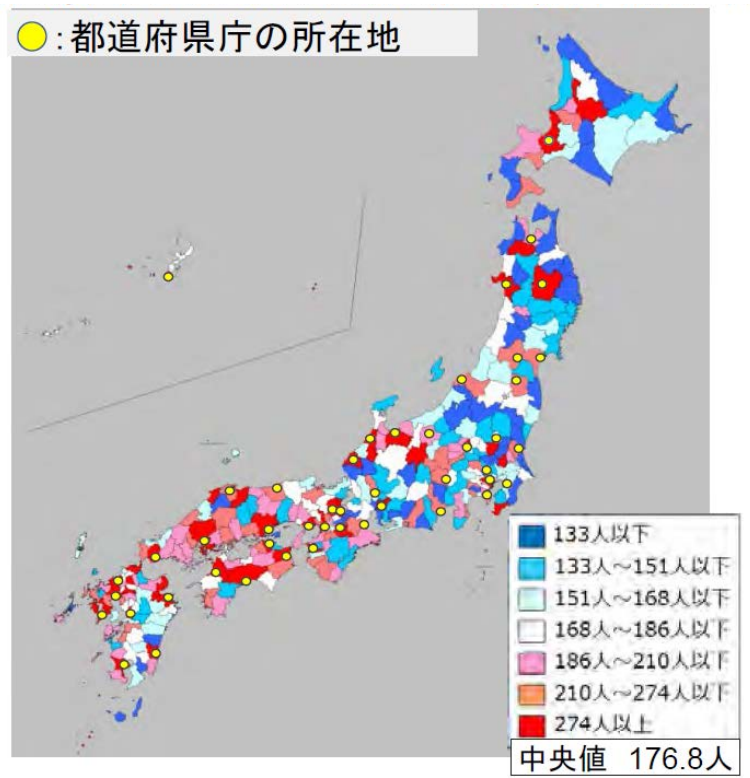 ：都道府県庁の所在地
133人以下
133人～151人以下
151人～168人以下
168人～186人以下
186人～210人以下
210人～274人以下
274人以上
中央値 176.8人